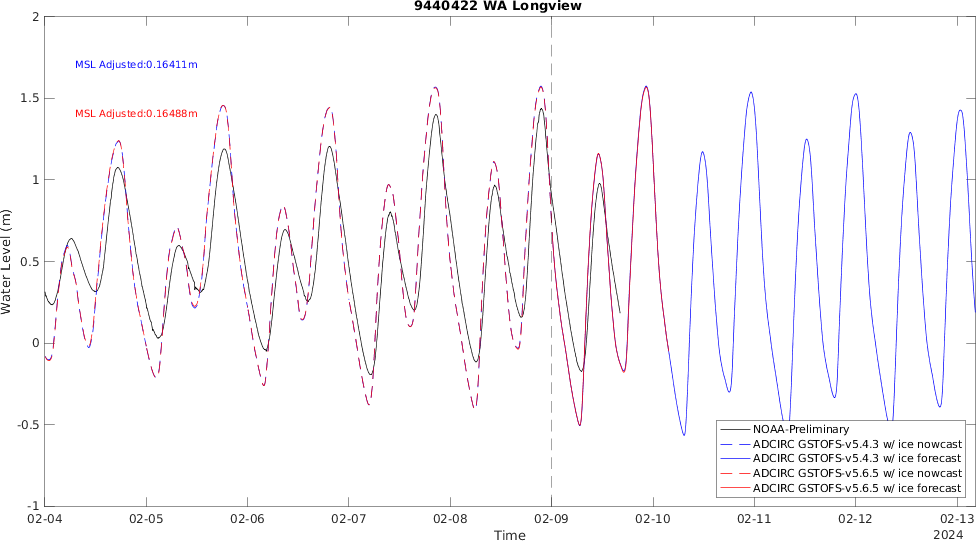 9440422 WA Longview
MSL Adjusted:0.16411m
MSL Adjusted:0.16488m
Water Level (m)
2
1.5
1
0.5
0
-0.5
-1
NOAA-Preliminary
ADCIRC GSTOFS-v5.4.3 w/ ice nowcast
ADCIRC GSTOFS-v5.4.3 w/ ice forecast
ADCIRC GSTOFS-v5.6.5 w/ ice nowcast
ADCIRC GSTOFS-v5.6.5 w/ ice forecast
02-04 02-05 02-06 02-07 02-08 02-09 02-10 02-11 02-12 02-13
Time
2024